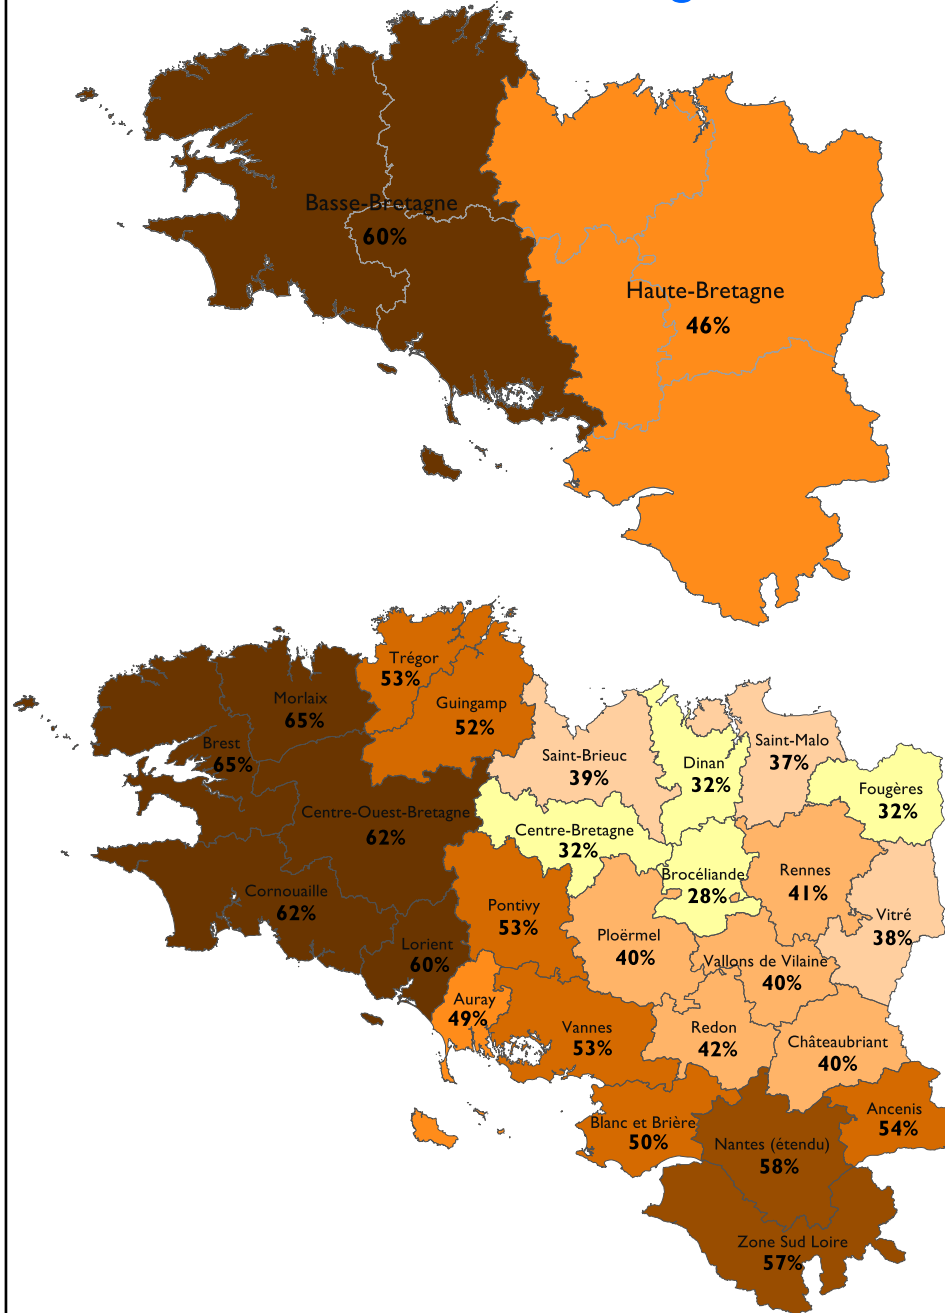 Basse-Bretagne
60%
Haute-Bretagne
46%
Trégor
53%
Morlaix
65%
Guingamp
52%
Brest
65%
Saint-Brieuc
39%
Dinan
32%
Saint-Malo
37%
Fougères
32%
Centre-Ouest-Bretagne
62%
Centre-Bretagne
32%
Brocéliande
28%
Rennes
41%
Cornouaille
62%
Pontivy
53%
Vitré
38%
Lorient
60%
Ploërmel
40%
Vallons de Vilaine
40%
Auray
49%
Vannes
53%
Redon
42%
Châteaubriant
40%
Blanc et Brière
50%
Ancenis
54%
Nantes (étendu)
58%
Zone Sud Loire
57%